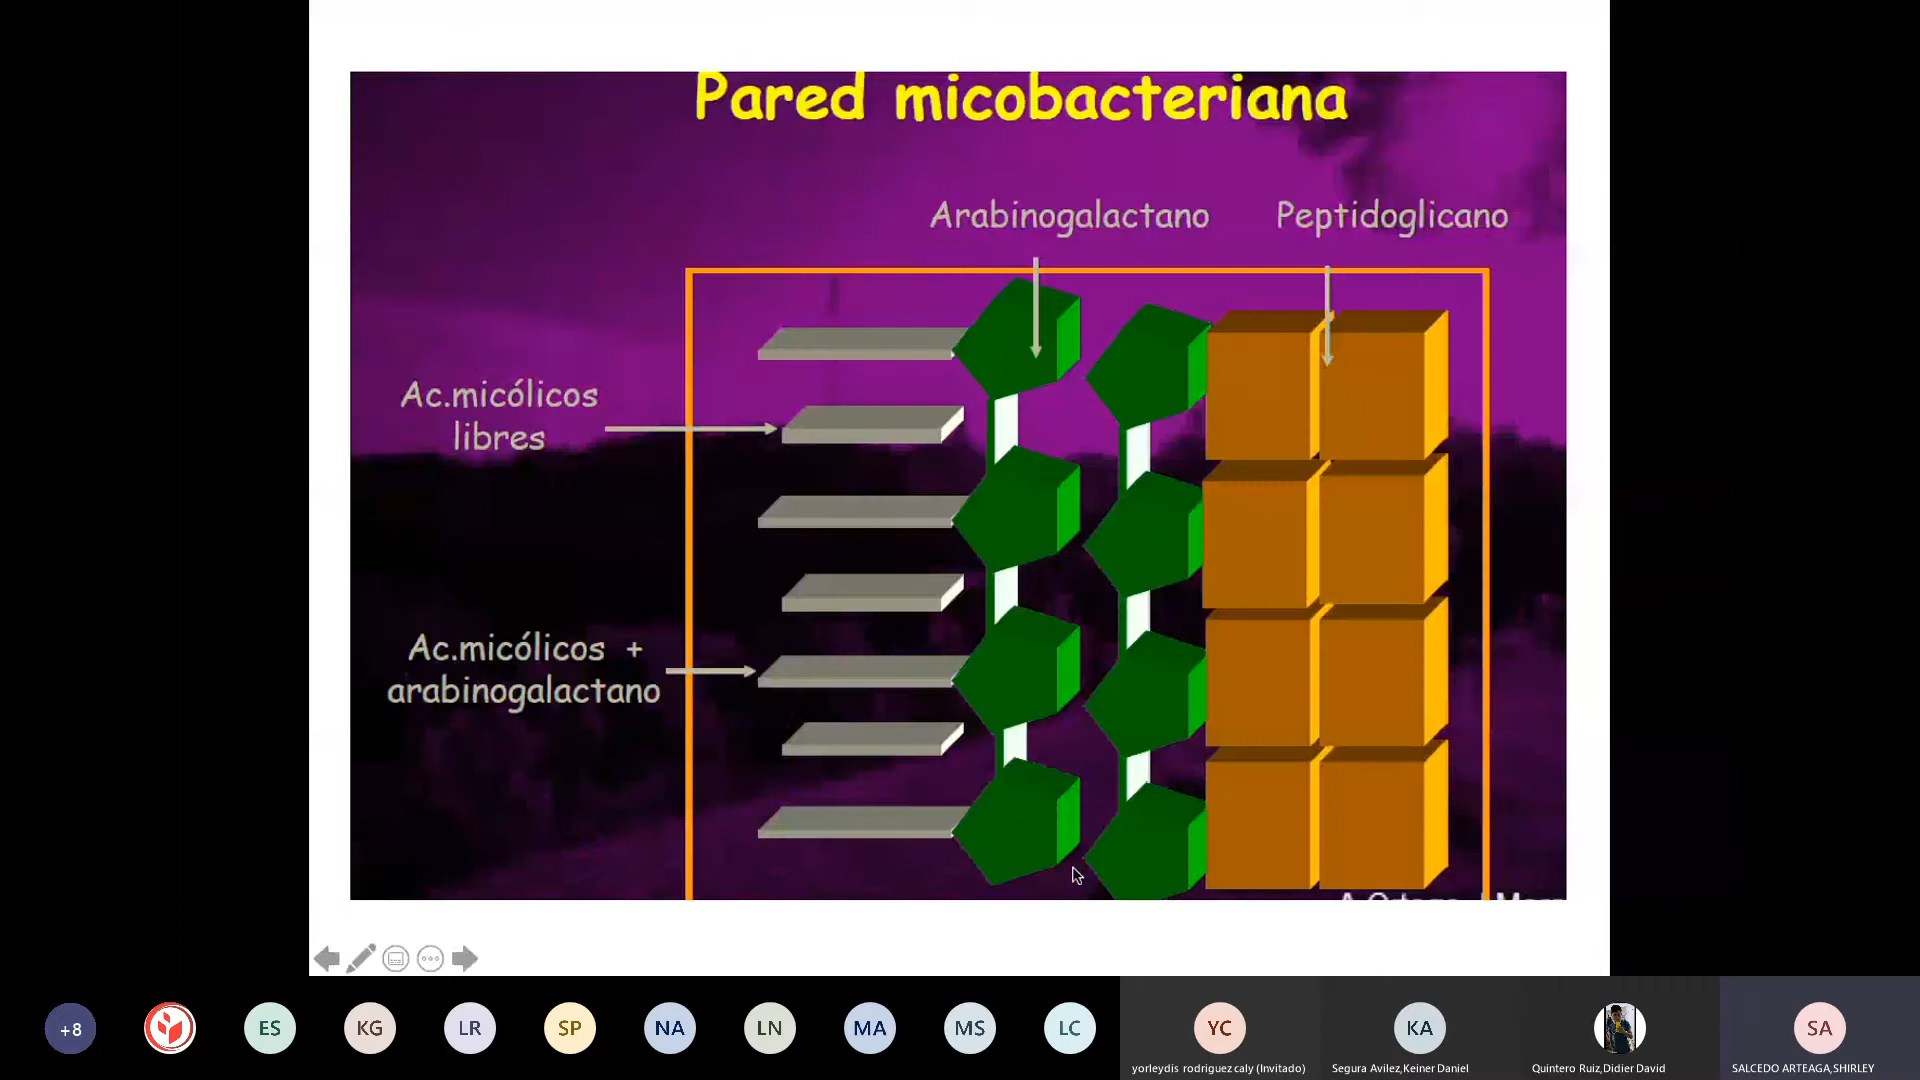 Pared micobacteriana
Arabinogalactano
Peptidoglicano
Ac.micólicos
libres
Ac.micólicos +
arabinogalactano
+8
ES
KG
LR
SP
NA
LN
MA
MS
LC
YC
KA
SA
yorleydis rodriguez caly (Invitado)
Segura Avilez,Keiner Daniel
Quintero Ruiz,Didier David
SALCEDO ARTEAGA,SHIRLEY